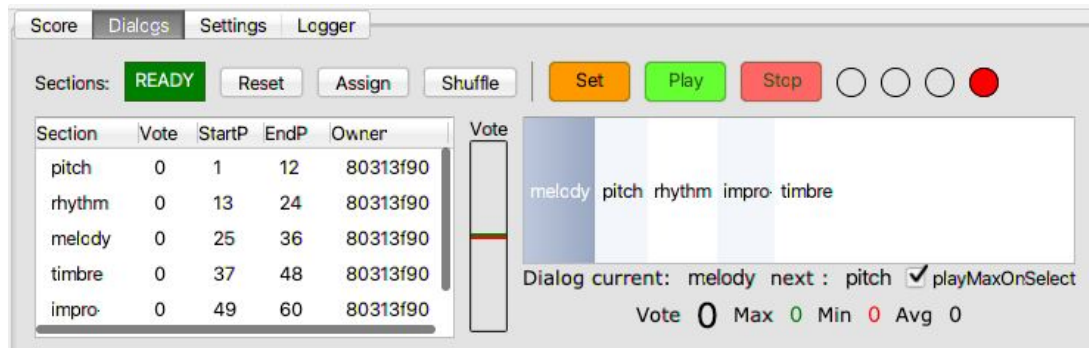 Score Dialogs Settings Logger
Sections: READY Reset Assign Shuffle Set Play Stop
Section Vote StartP EndP Owner Vote
pitch 0 1 12 80313f90
rhythm 0 13 24 80313f90
melody 0 25 36 80313f90
timbre 0 37 48 80313f90
impro- 0 49 60 80313f90
melody pitch rhythm impro- timbre
Dialog current: melody next : pitch playMaxOnSelect
Vote 0 Max 0 Min 0 Avg 0